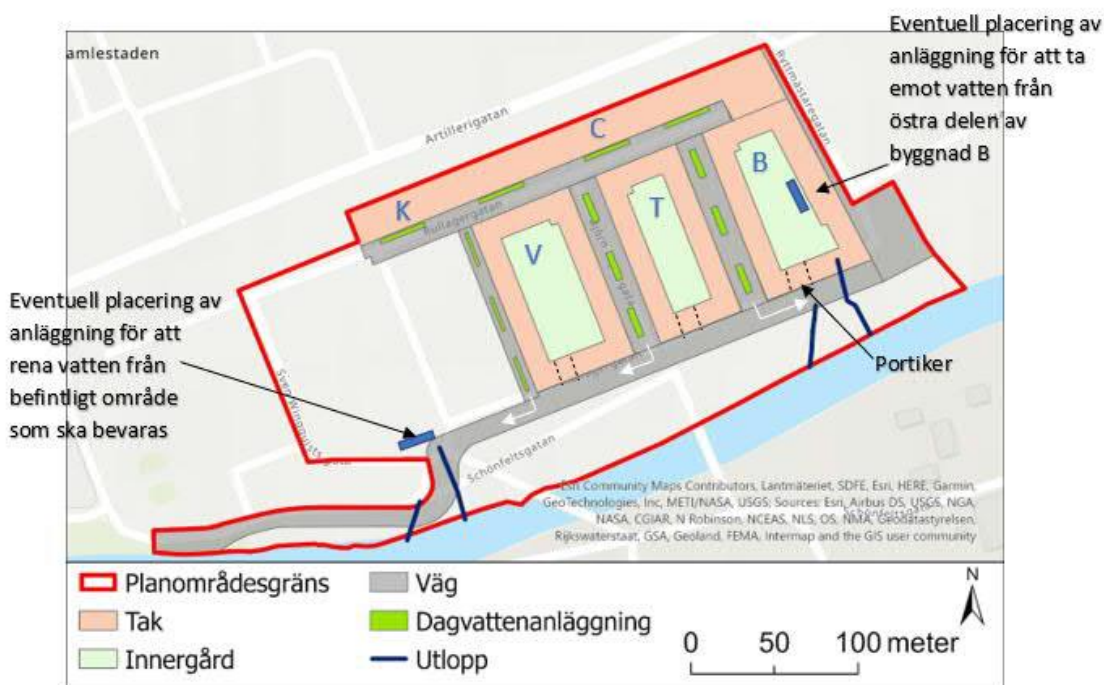 Eventuell placering av
anläggning för att ta
emot vatten från
östra delen av
byggnad B
amlestaden
Artillerigatan
Ryttmästaregatan
C
K
B
T
V
Rullagergatan
Eventuell placering av
anläggning för att
rena vatten från
befintligt område
som ska bevaras
Portiker
Schönfeltsgatan
Esri Community Maps Contributors, Lantmäteriet, SDFE, Esri, HERE, Garmin,
GeoTechnologies, Inc, METI/NASA, USGS; Sources: Esri, Airbus DS, USGS, NGA,
NASA, CGIAR, N Robinson, NCEAS, NLS, OS, NMA, Geodatastyrelsen,
Rijkswaterstaat, GSA, Geoland, FEMA, Intermap and the GIS user community
Planområdesgräns
Väg
N
Tak
Dagvattenanläggning
Innergård
Utlopp
0 50 100 meter